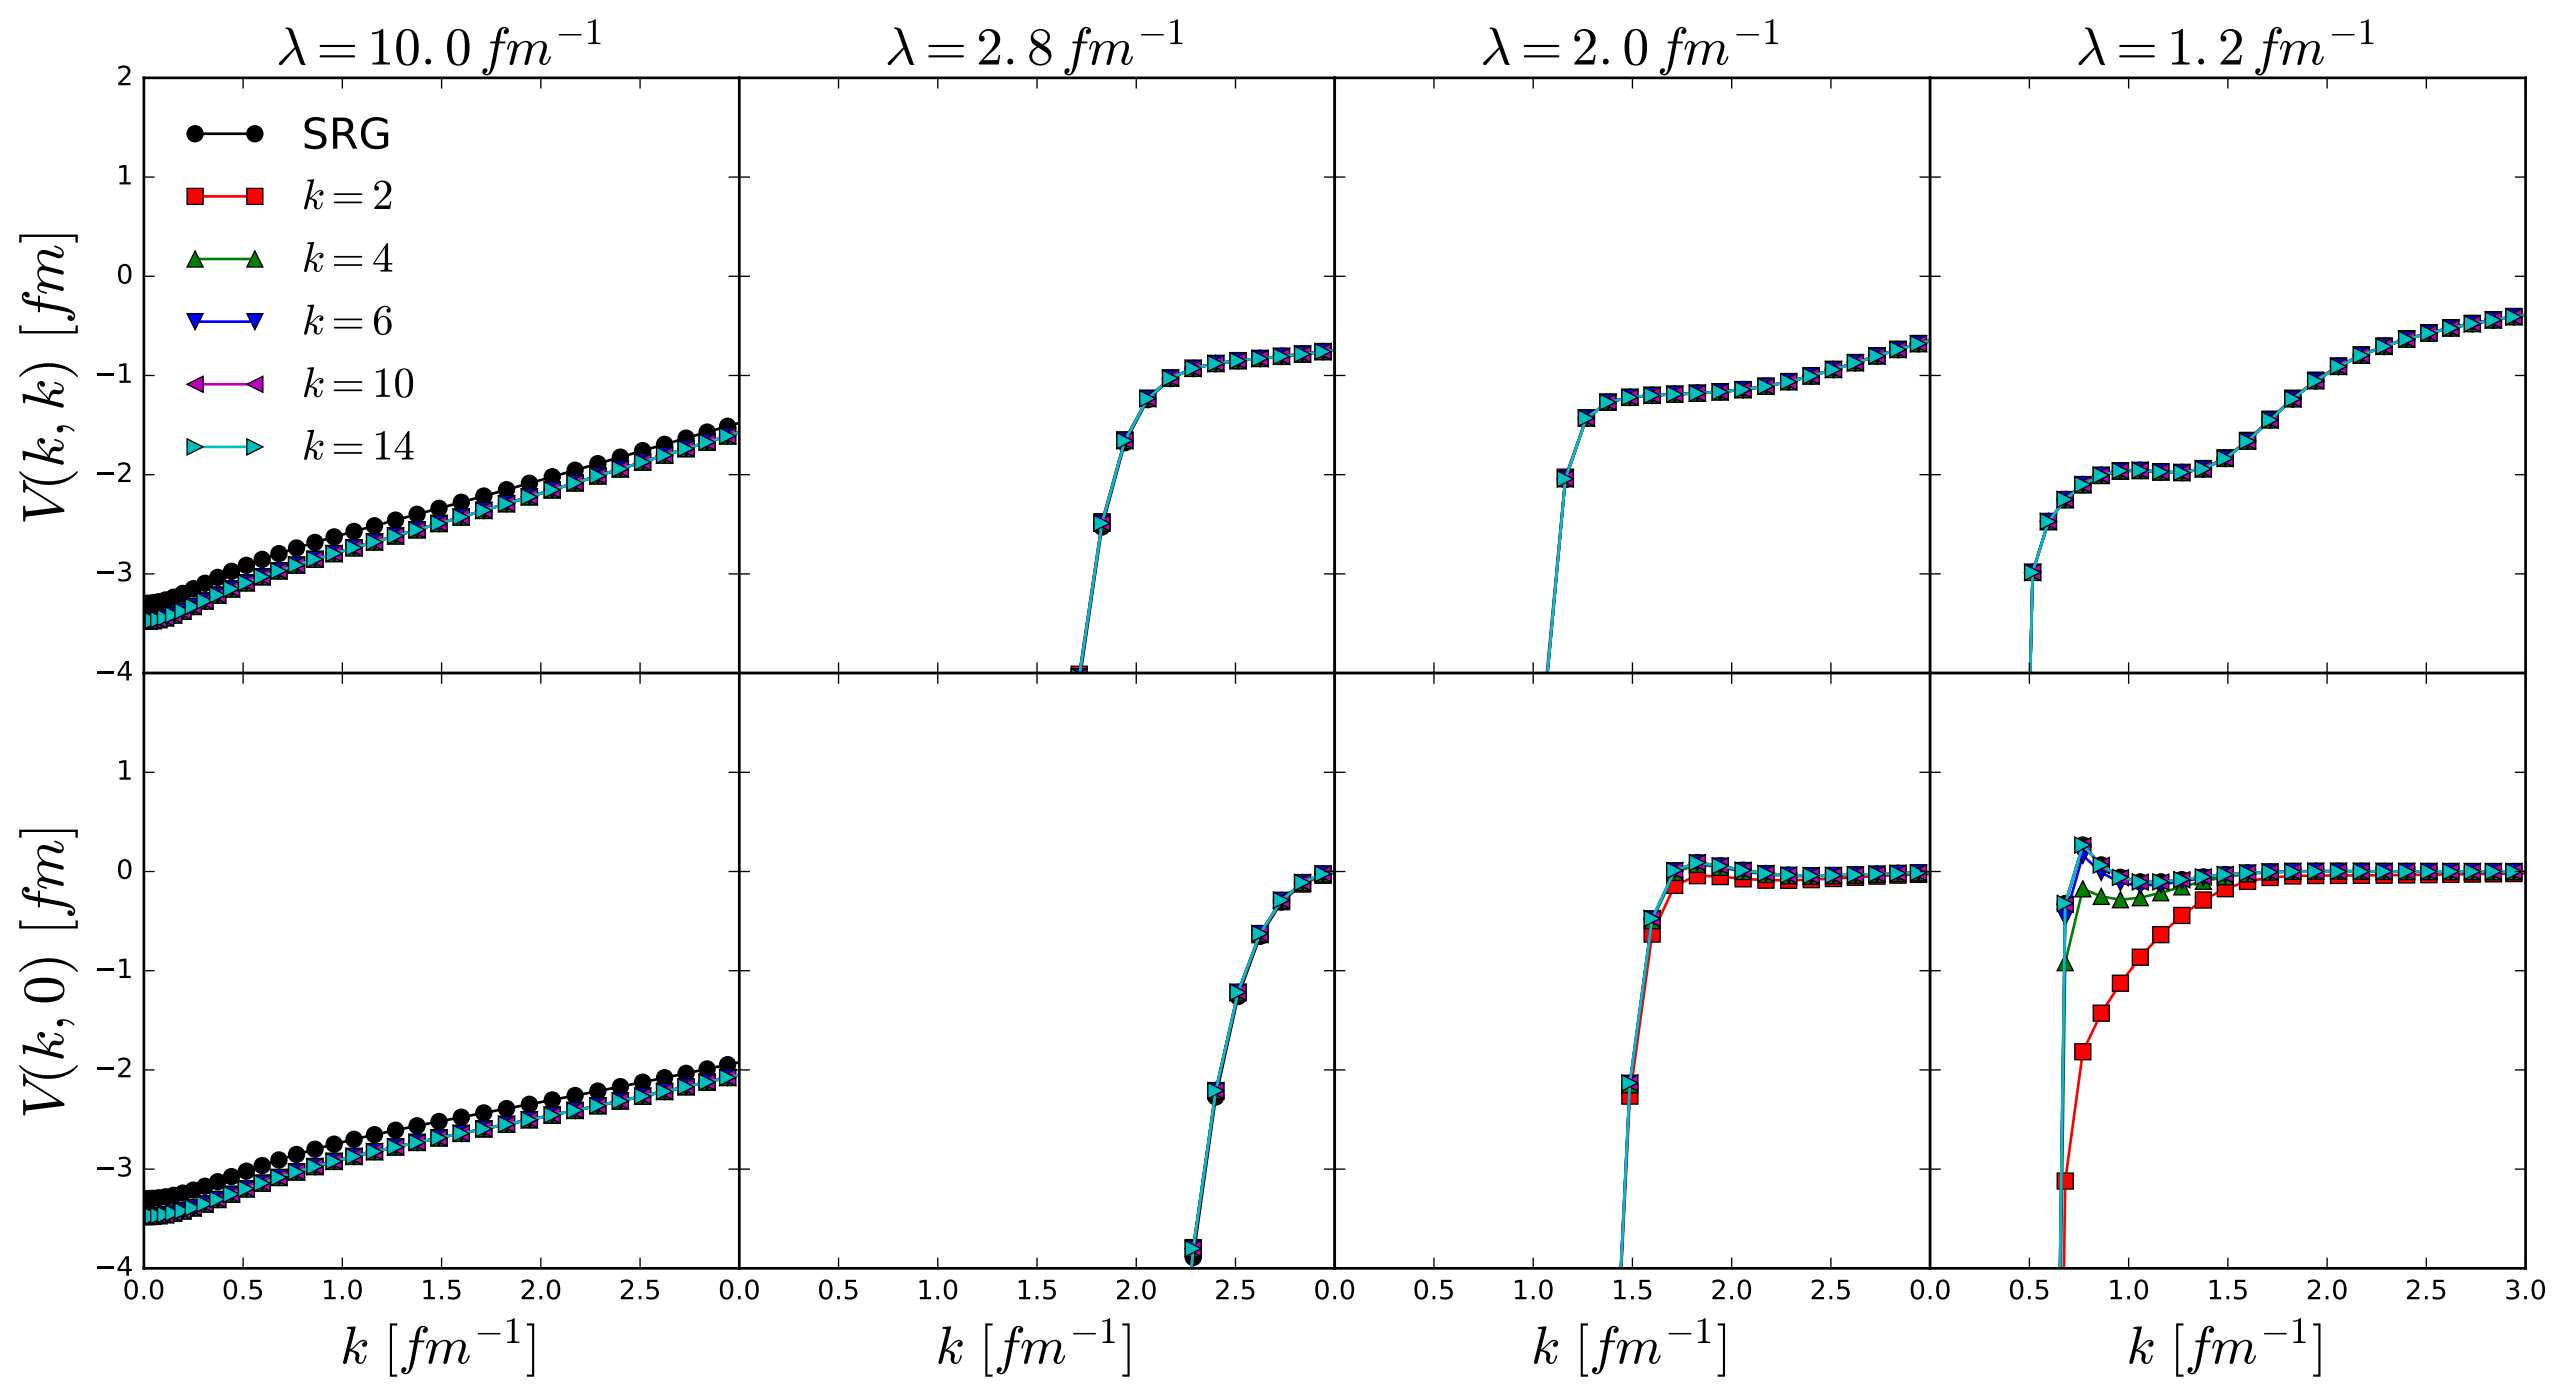 λ = 10.0 fm⁻¹ λ = 2.8 fm⁻¹ λ = 2.0 fm⁻¹ λ = 1.2 fm⁻¹
2
1
0
−1
−2
−3
−4
V(k, k) [fm]
SRG
k = 2
k = 4
k = 6
k = 10
k = 14
1
0
−1
−2
−3
−4
V(k, 0) [fm]
0.0 0.5 1.0 1.5 2.0 2.5 0.0 0.5 1.0 1.5 2.0 2.5 0.0 0.5 1.0 1.5 2.0 2.5 0.0 0.5 1.0 1.5 2.0 2.5 3.0
k [fm⁻¹] k [fm⁻¹] k [fm⁻¹] k [fm⁻¹]